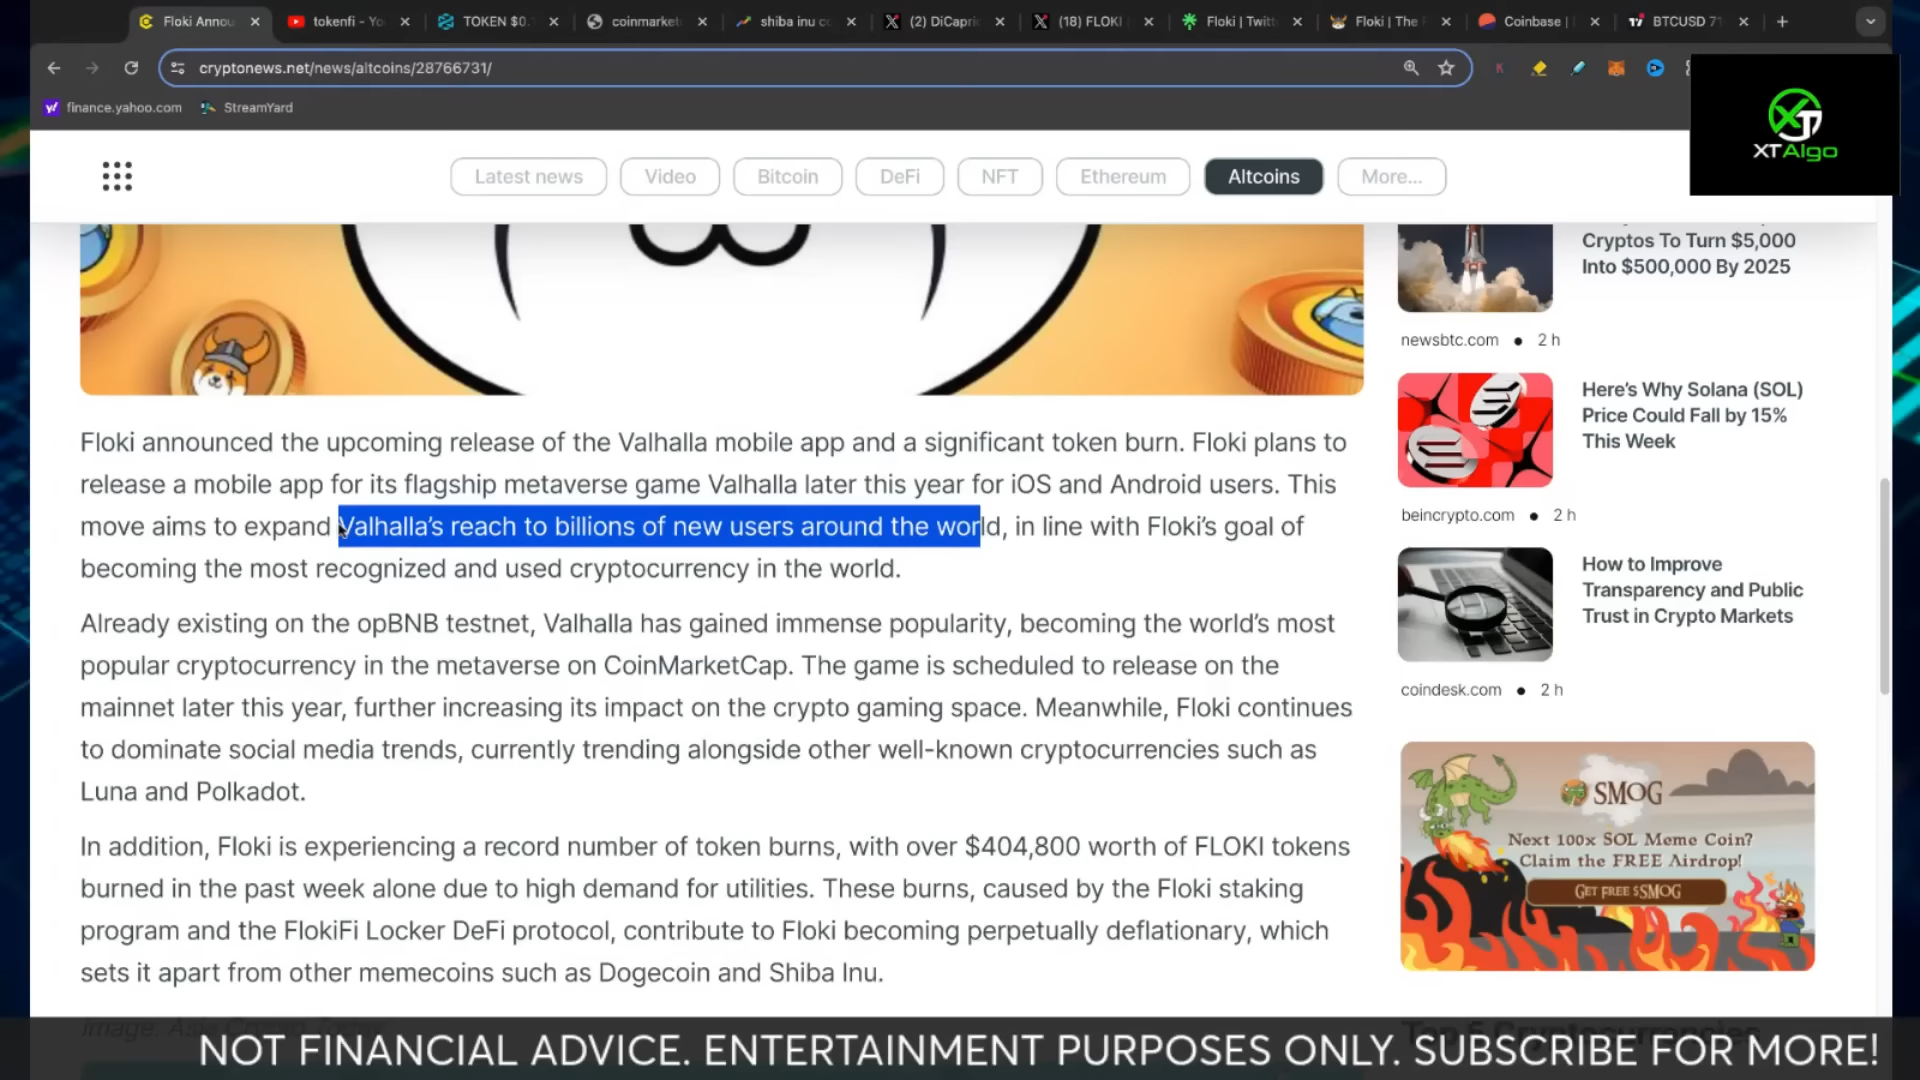 Floki Annou
tokenfi - Yo
TOKEN $0.
coinmarket
shiba inu c
(2) DiCapric
(18) FLOKI
Floki | Twitt
Floki | The F
Coinbase |
BTCUSD 7
cryptonews.net/news/altcoins/28766731/
finance.yahoo.com
StreamYard
XTAlgo
Latest news
Video
Bitcoin
DeFi
NFT
Ethereum
Altcoins
More...
Cryptos To Turn $5,000
Into $500,000 By 2025
newsbtc.com ● 2 h
Here's Why Solana (SOL)
Price Could Fall by 15%
This Week
beincrypto.com ● 2 h
How to Improve
Transparency and Public
Trust in Crypto Markets
coindesk.com ● 2 h
Floki announced the upcoming release of the Valhalla mobile app and a significant token burn. Floki plans to
release a mobile app for its flagship metaverse game Valhalla later this year for iOS and Android users. This
move aims to expand Valhalla's reach to billions of new users around the world, in line with Floki's goal of
becoming the most recognized and used cryptocurrency in the world.
Already existing on the opBNB testnet, Valhalla has gained immense popularity, becoming the world's most
popular cryptocurrency in the metaverse on CoinMarketCap. The game is scheduled to release on the
mainnet later this year, further increasing its impact on the crypto gaming space. Meanwhile, Floki continues
to dominate social media trends, currently trending alongside other well-known cryptocurrencies such as
Luna and Polkadot.
In addition, Floki is experiencing a record number of token burns, with over $404,800 worth of FLOKI tokens
burned in the past week alone due to high demand for utilities. These burns, caused by the Floki staking
program and the FlokiFi Locker DeFi protocol, contribute to Floki becoming perpetually deflationary, which
sets it apart from other memecoins such as Dogecoin and Shiba Inu.
SMOG
Next 100x SOL Meme Coin?
Claim the FREE Airdrop!
GET FREE $SMOG
NOT FINANCIAL ADVICE. ENTERTAINMENT PURPOSES ONLY. SUBSCRIBE FOR MORE!